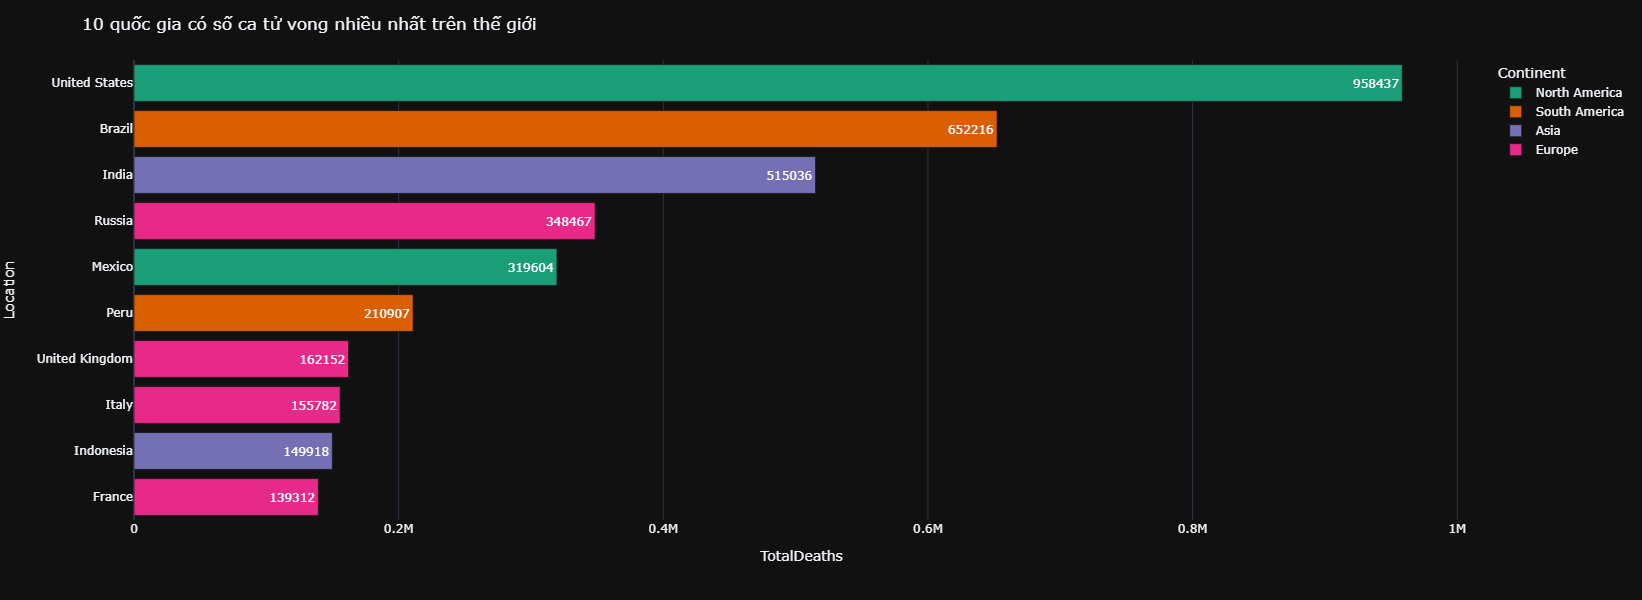 10 quốc gia có số ca tử vong nhiều nhất trên thế giới
Continent
North America
South America
Asia
Europe
Location
United States 958437
Brazil 652216
India 515036
Russia 348467
Mexico 319604
Peru 210907
United Kingdom 162152
Italy 155782
Indonesia 149918
France 139312
0 0.2M 0.4M 0.6M 0.8M 1M
TotalDeaths